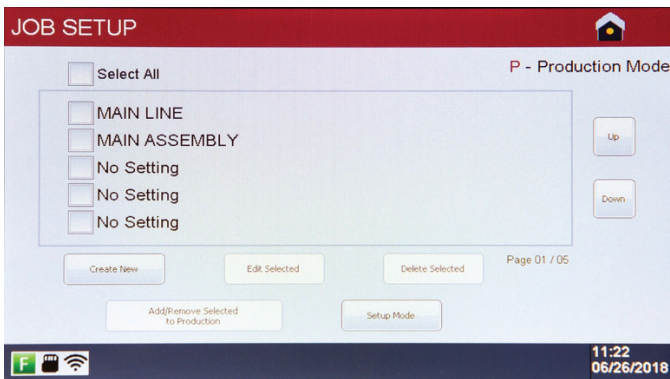 JOB SETUP
Select All
P - Production Mode
MAIN LINE
MAIN ASSEMBLY
No Setting
No Setting
No Setting
Up
Down
Create New
Edit Selected
Delete Selected
Page 01 / 05
Add/Remove Selected
to Production
Setup Mode
F
11:22
06/26/2018